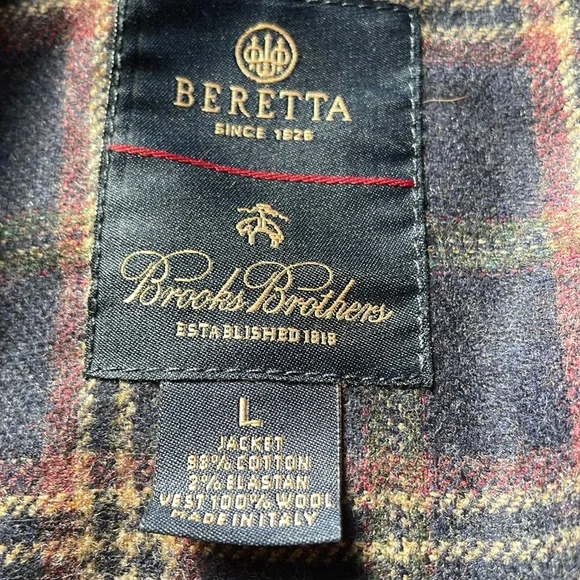 BERETTA
SINCE 1526
Brooks Brothers
ESTABLISHED 1818
L
JACKET
98% COTTON
2% ELASTAN
VEST 100% WOOL
MADE IN ITALY